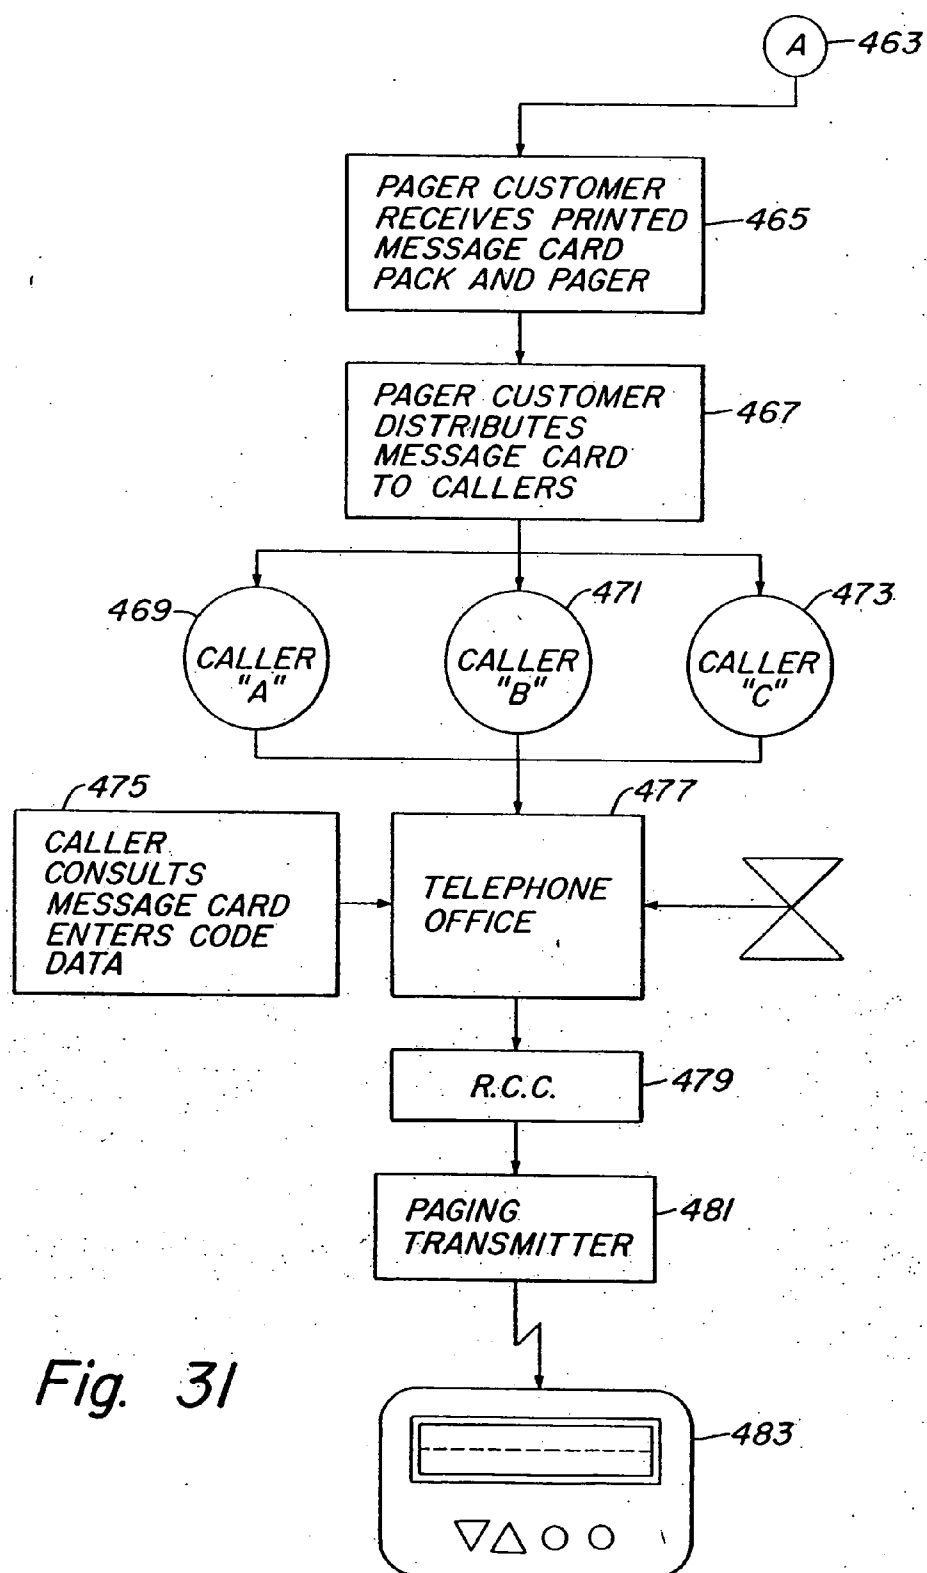 A 463
PAGER CUSTOMER
RECEIVES PRINTED
MESSAGE CARD
PACK AND PAGER
465
PAGER CUSTOMER
DISTRIBUTES
MESSAGE CARD
TO CALLERS
467
469
CALLER
"A"
471
CALLER
"B"
473
CALLER
"C"
475
CALLER
CONSULTS
MESSAGE CARD
ENTERS CODE
DATA
477
TELEPHONE
OFFICE
R.C.C.
479
PAGING
TRANSMITTER
481
Fig. 31
483